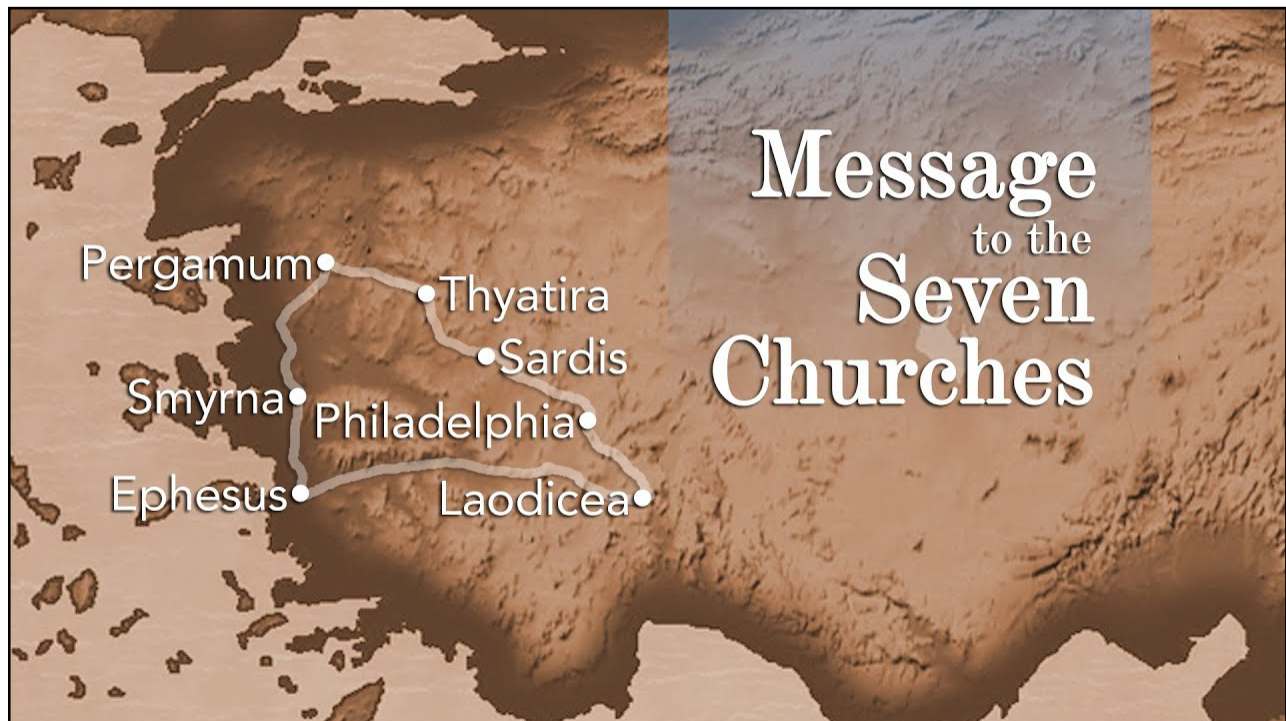 Message
to the
Seven
Churches
Pergamum
Thyatira
Sardis
Smyrna
Philadelphia
Ephesus
Laodicea